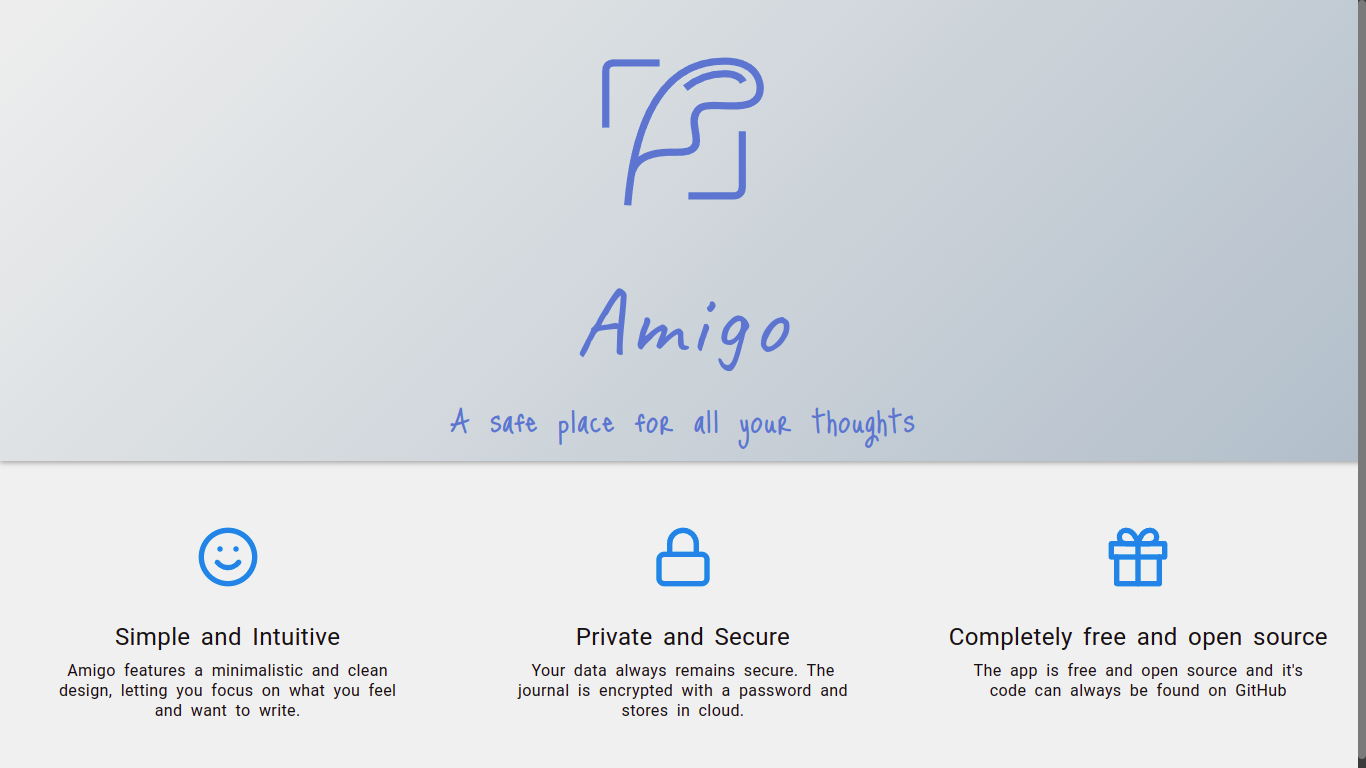 Amigo
A safe place for all your thoughts
Simple and Intuitive
Amigo features a minimalistic and clean
design, letting you focus on what you feel
and want to write.
Private and Secure
Your data always remains secure. The
journal is encrypted with a password and
stores in cloud.
Completely free and open source
The app is free and open source and it's
code can always be found on GitHub